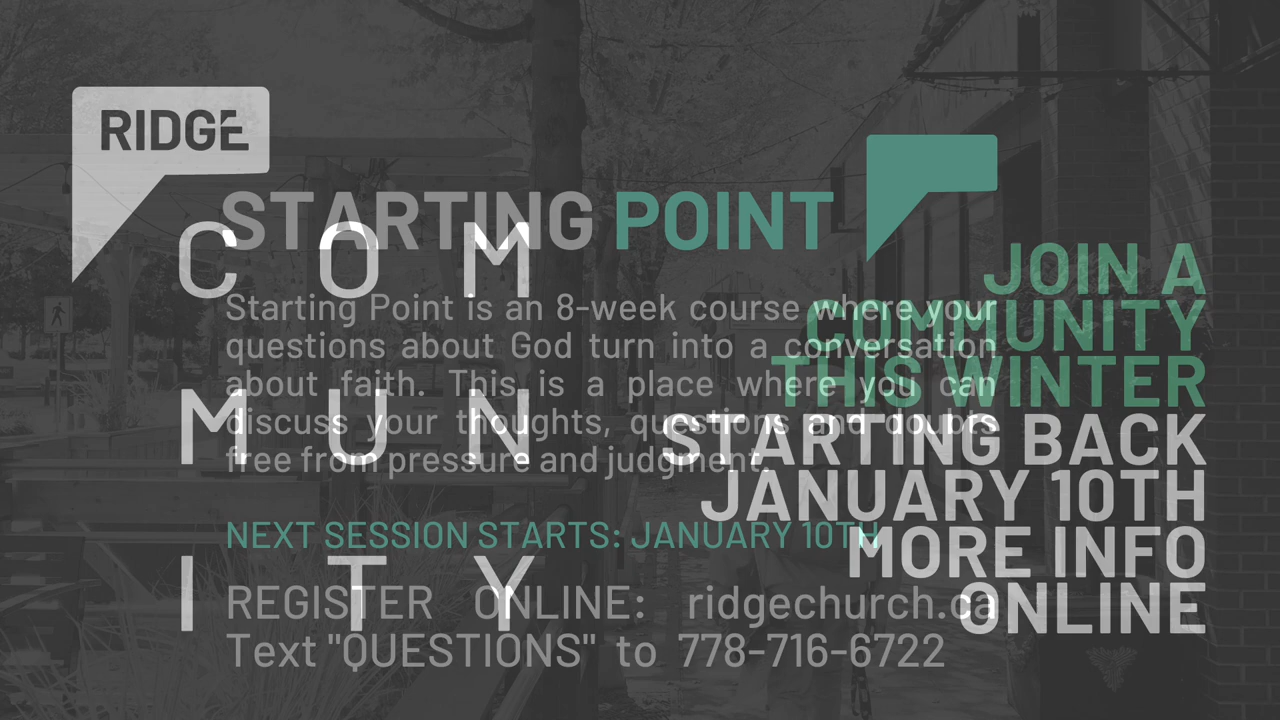 RIDGE
STARTING POINT
C O M
M U N
I T Y
Starting Point is an 8-week course where your
questions about God turn into a conversation
about faith. This is a place where you can
discuss your thoughts, questions and doubts
free from pressure and judgment.
NEXT SESSION STARTS: JANUARY 10TH
REGISTER ONLINE: ridgechurch.ca
Text "QUESTIONS" to 778-716-6722
JOIN A
COMMUNITY
THIS WINTER
STARTING BACK
JANUARY 10TH
MORE INFO
ONLINE